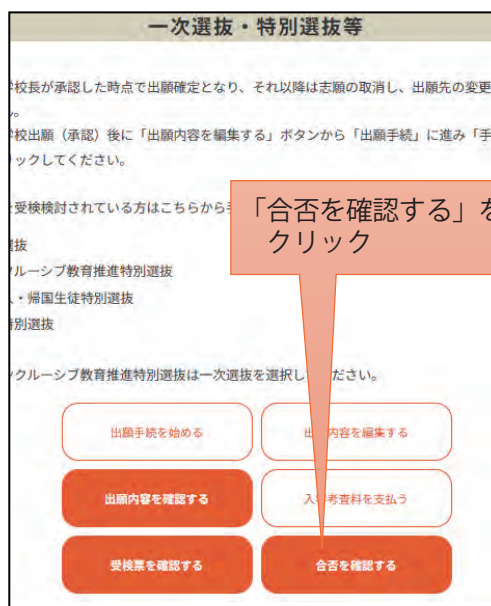 一次選抜・特別選抜等
学校長が承認した時点で出願確定となり、それ以降は志願の取消し、出願先の変更
ん。
学校出願（承認）後に「出願内容を編集する」ボタンから「出願手続」に進み「手
リックしてください。
を受検検討されている方はこちらから手
「合否を確認する」を
クリック
選抜
クルーシブ教育推進特別選抜
人・帰国生徒特別選抜
特別選抜
ンクルーシブ教育推進特別選抜は一次選抜を選択してください。
出願手続を始める
出願内容を編集する
出願内容を確認する
入学考査料を支払う
受検票を確認する
合否を確認する